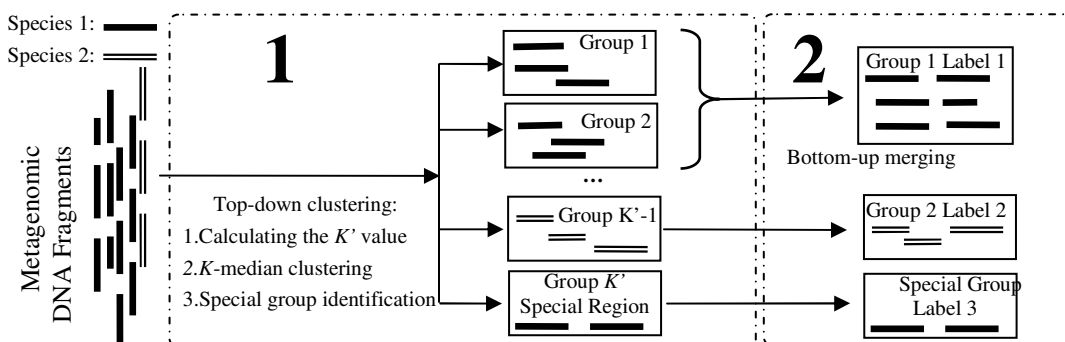 Species 1:
Species 2:
Metagenomic
DNA Fragments
1
Top-down clustering:
1.Calculating the K' value
2.K-median clustering
3.Special group identification
Group 1
Group 2
...
Group K'-1
Group K'
Special Region
2
Group 1 Label 1
Bottom-up merging
Group 2 Label 2
Special Group
Label 3